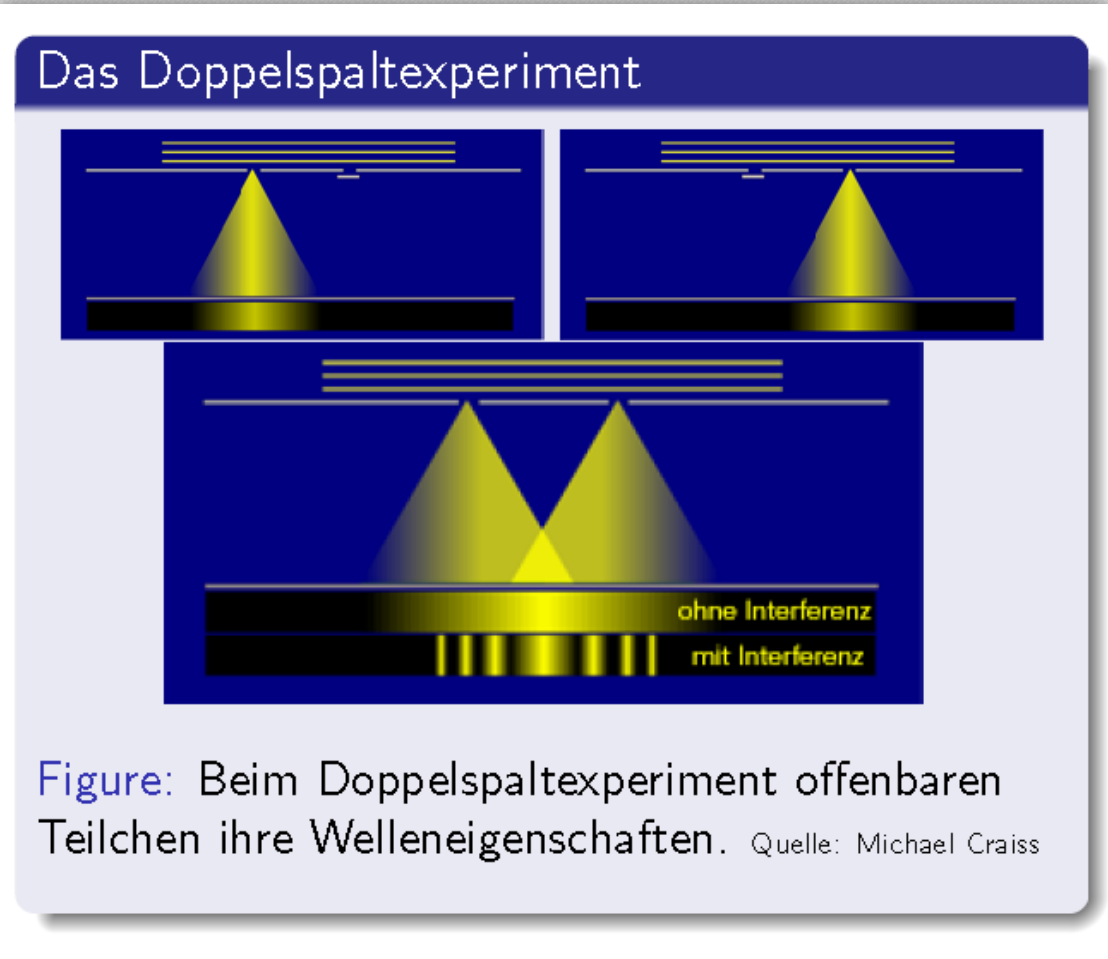 Das Doppelspaltexperiment
ohne Interferenz
mit Interferenz
Figure: Beim Doppelspaltexperiment offenbaren
Teilchen ihre Welleneigenschaften. Quelle: Michael Craiss